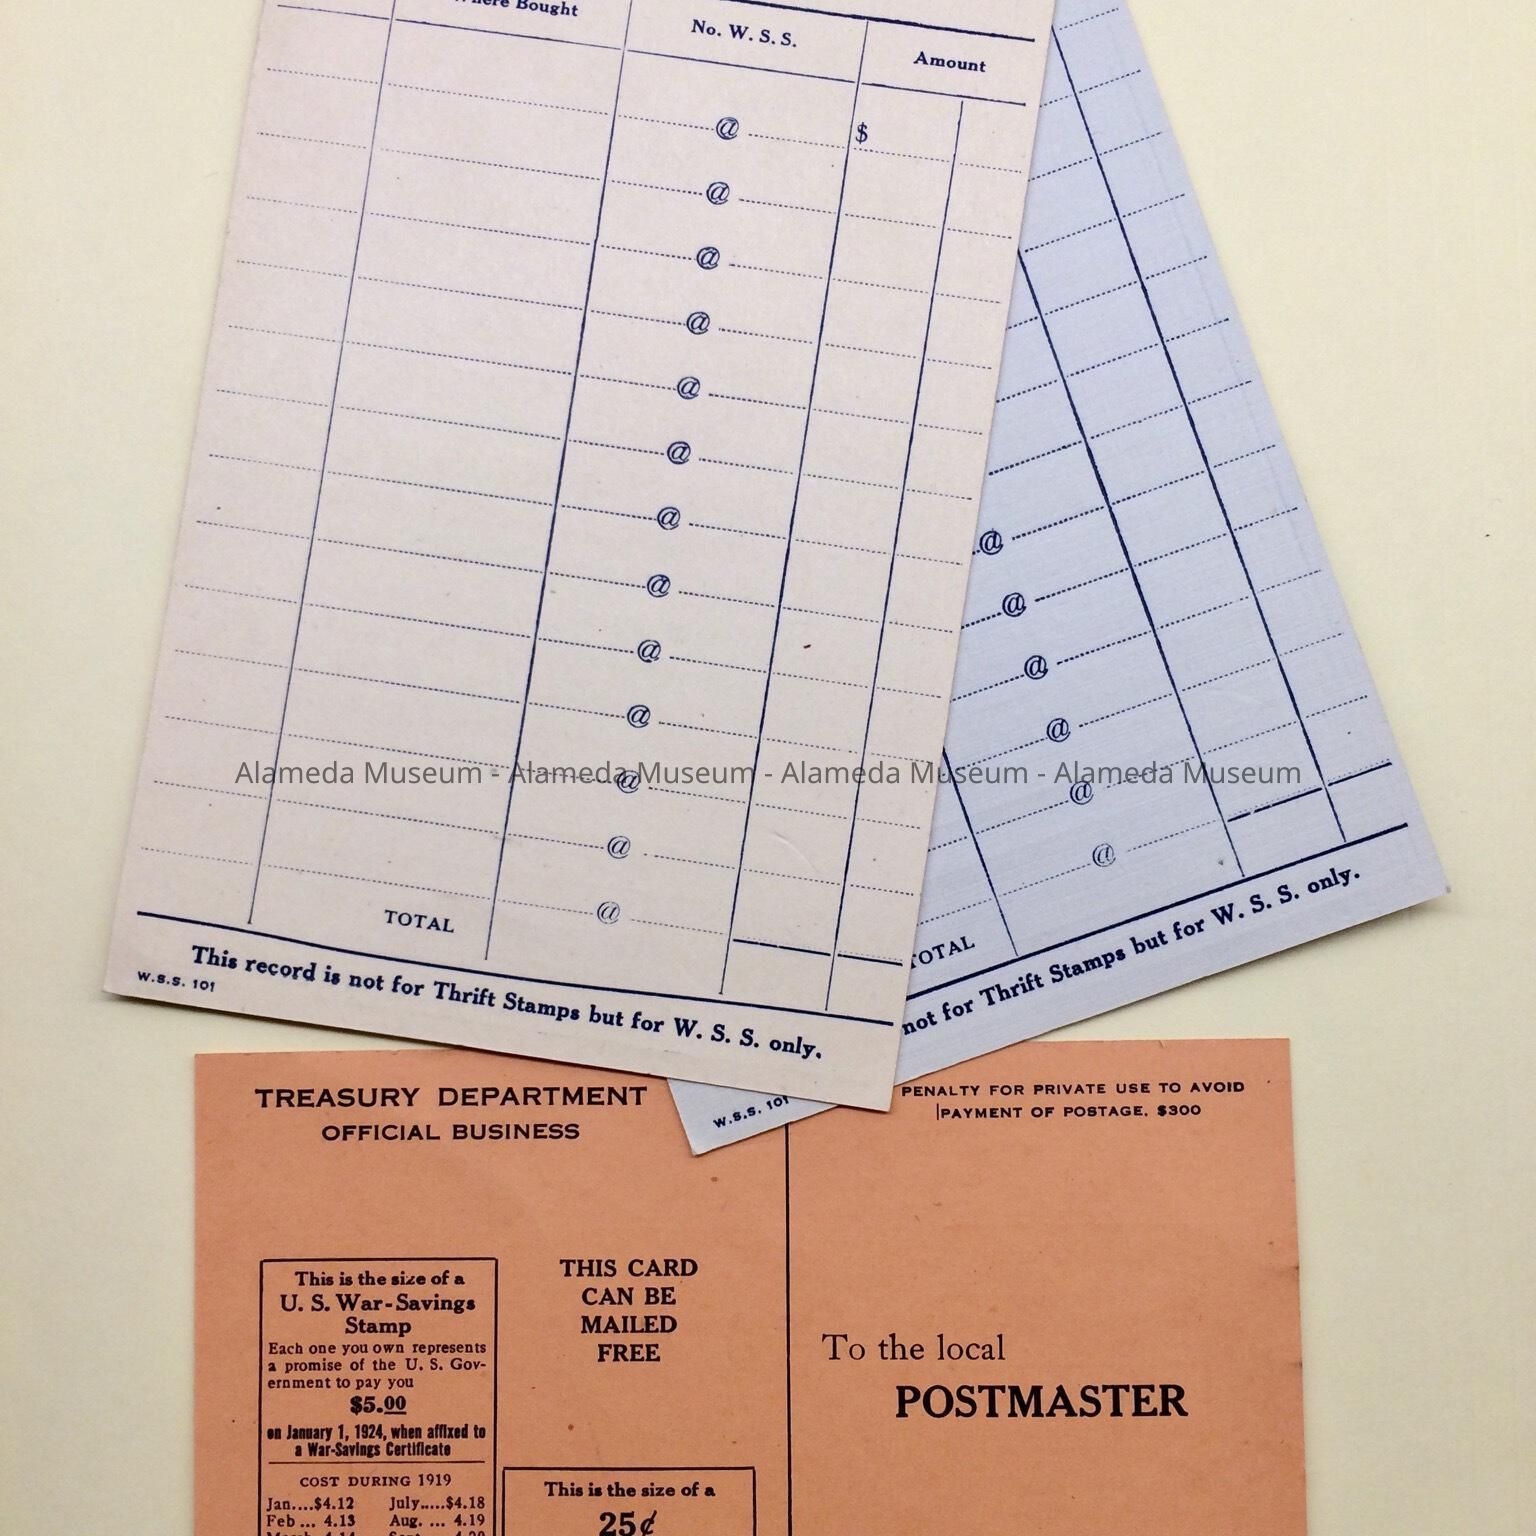 Where Bought
No. W. S. S.
Amount
@ $
@
@
@
@
@
@
@
@
@
@
@
@
TOTAL
This record is not for Thrift Stamps but for W. S. S. only.
W.S.S. 101
@
@
@
@
@
@
TOTAL
not for Thrift Stamps but for W. S. S. only.
W.S.S. 101
Alameda Museum - Alameda Museum - Alameda Museum - Alameda Museum
TREASURY DEPARTMENT
OFFICIAL BUSINESS
PENALTY FOR PRIVATE USE TO AVOID
PAYMENT OF POSTAGE, $300
This is the size of a
U. S. War-Savings
Stamp
Each one you own represents
a promise of the U. S. Gov-
ernment to pay you
$5.00
on January 1, 1924, when affixed to
a War-Savings Certificate
COST DURING 1919
Jan....$4.12 July.....$4.18
Feb ... 4.13 Aug. ... 4.19
THIS CARD
CAN BE
MAILED
FREE
This is the size of a
25¢
To the local
POSTMASTER